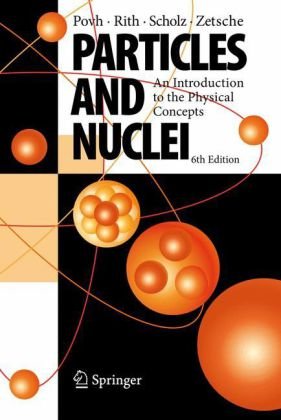 Povh · Rith · Scholz · Zetsche
PARTICLES
AND
An Introduction
to the Physical
Concepts
NUCLEI
6th Edition
Springer